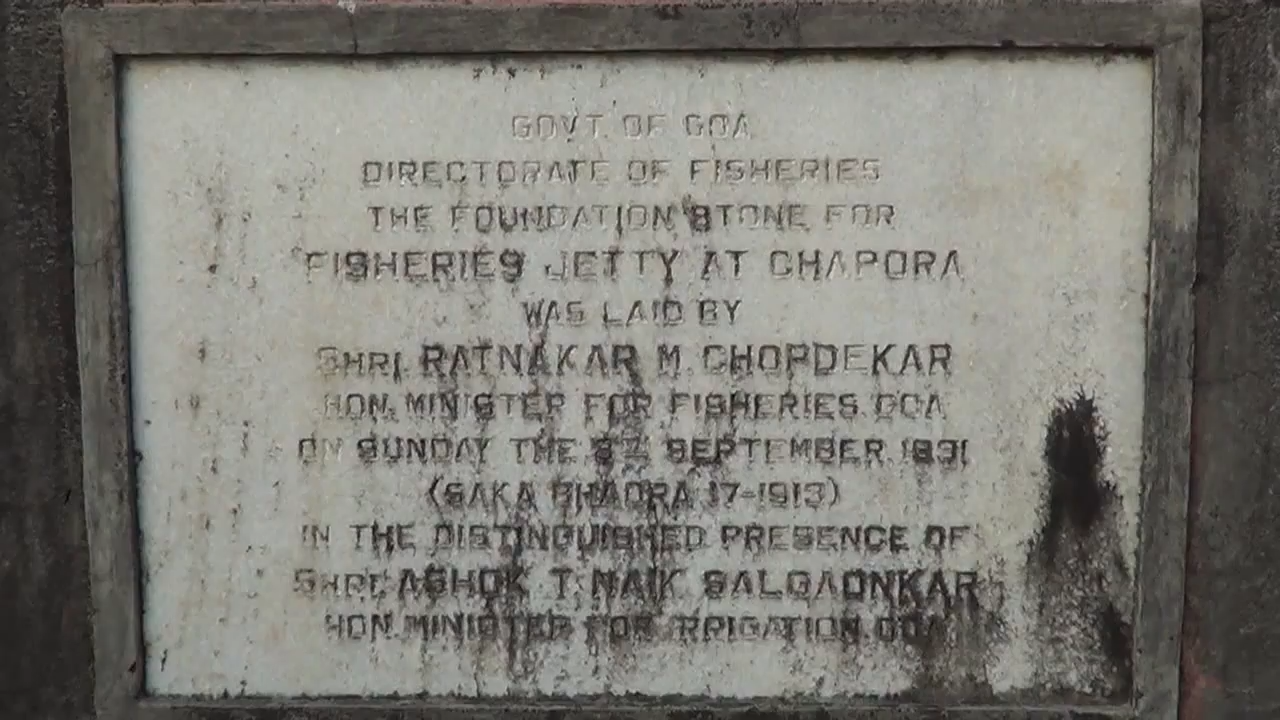 GOVT. OF GOA
DIRECTORATE OF FISHERIES
THE FOUNDATION STONE FOR
FISHERIES JETTY AT CHAPORA
WAS LAID BY
SHRI. RATNAKAR M. CHOPDEKAR
HON. MINISTER FOR FISHERIES GOA
ON SUNDAY THE 8TH SEPTEMBER 1991
(SAKA BHADRA 17-1913)
IN THE DISTINGUISHED PRESENCE OF
SHRI. ASHOK T. NAIK SALGAONKAR
HON. MINISTER FOR IRRIGATION. GOA